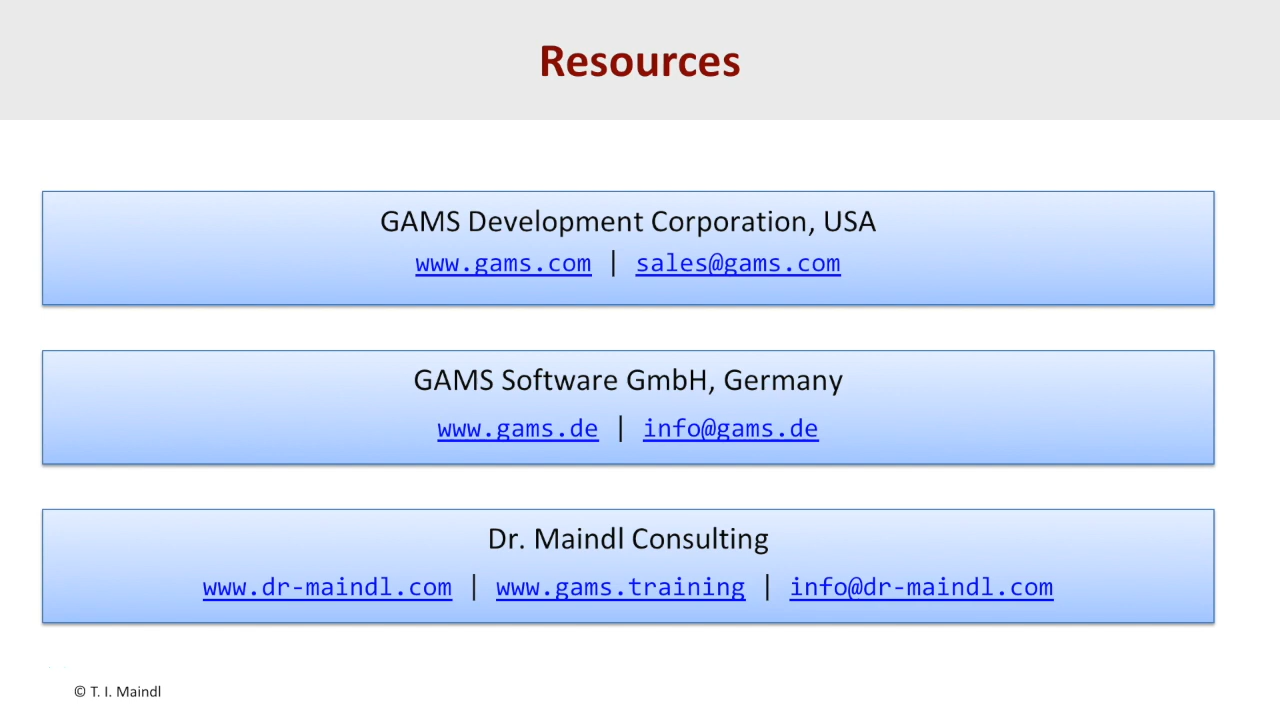 Resources
GAMS Development Corporation, USA
www.gams.com | sales@gams.com
GAMS Software GmbH, Germany
www.gams.de | info@gams.de
Dr. Maindl Consulting
www.dr-maindl.com | www.gams.training | info@dr-maindl.com
© T. I. Maindl